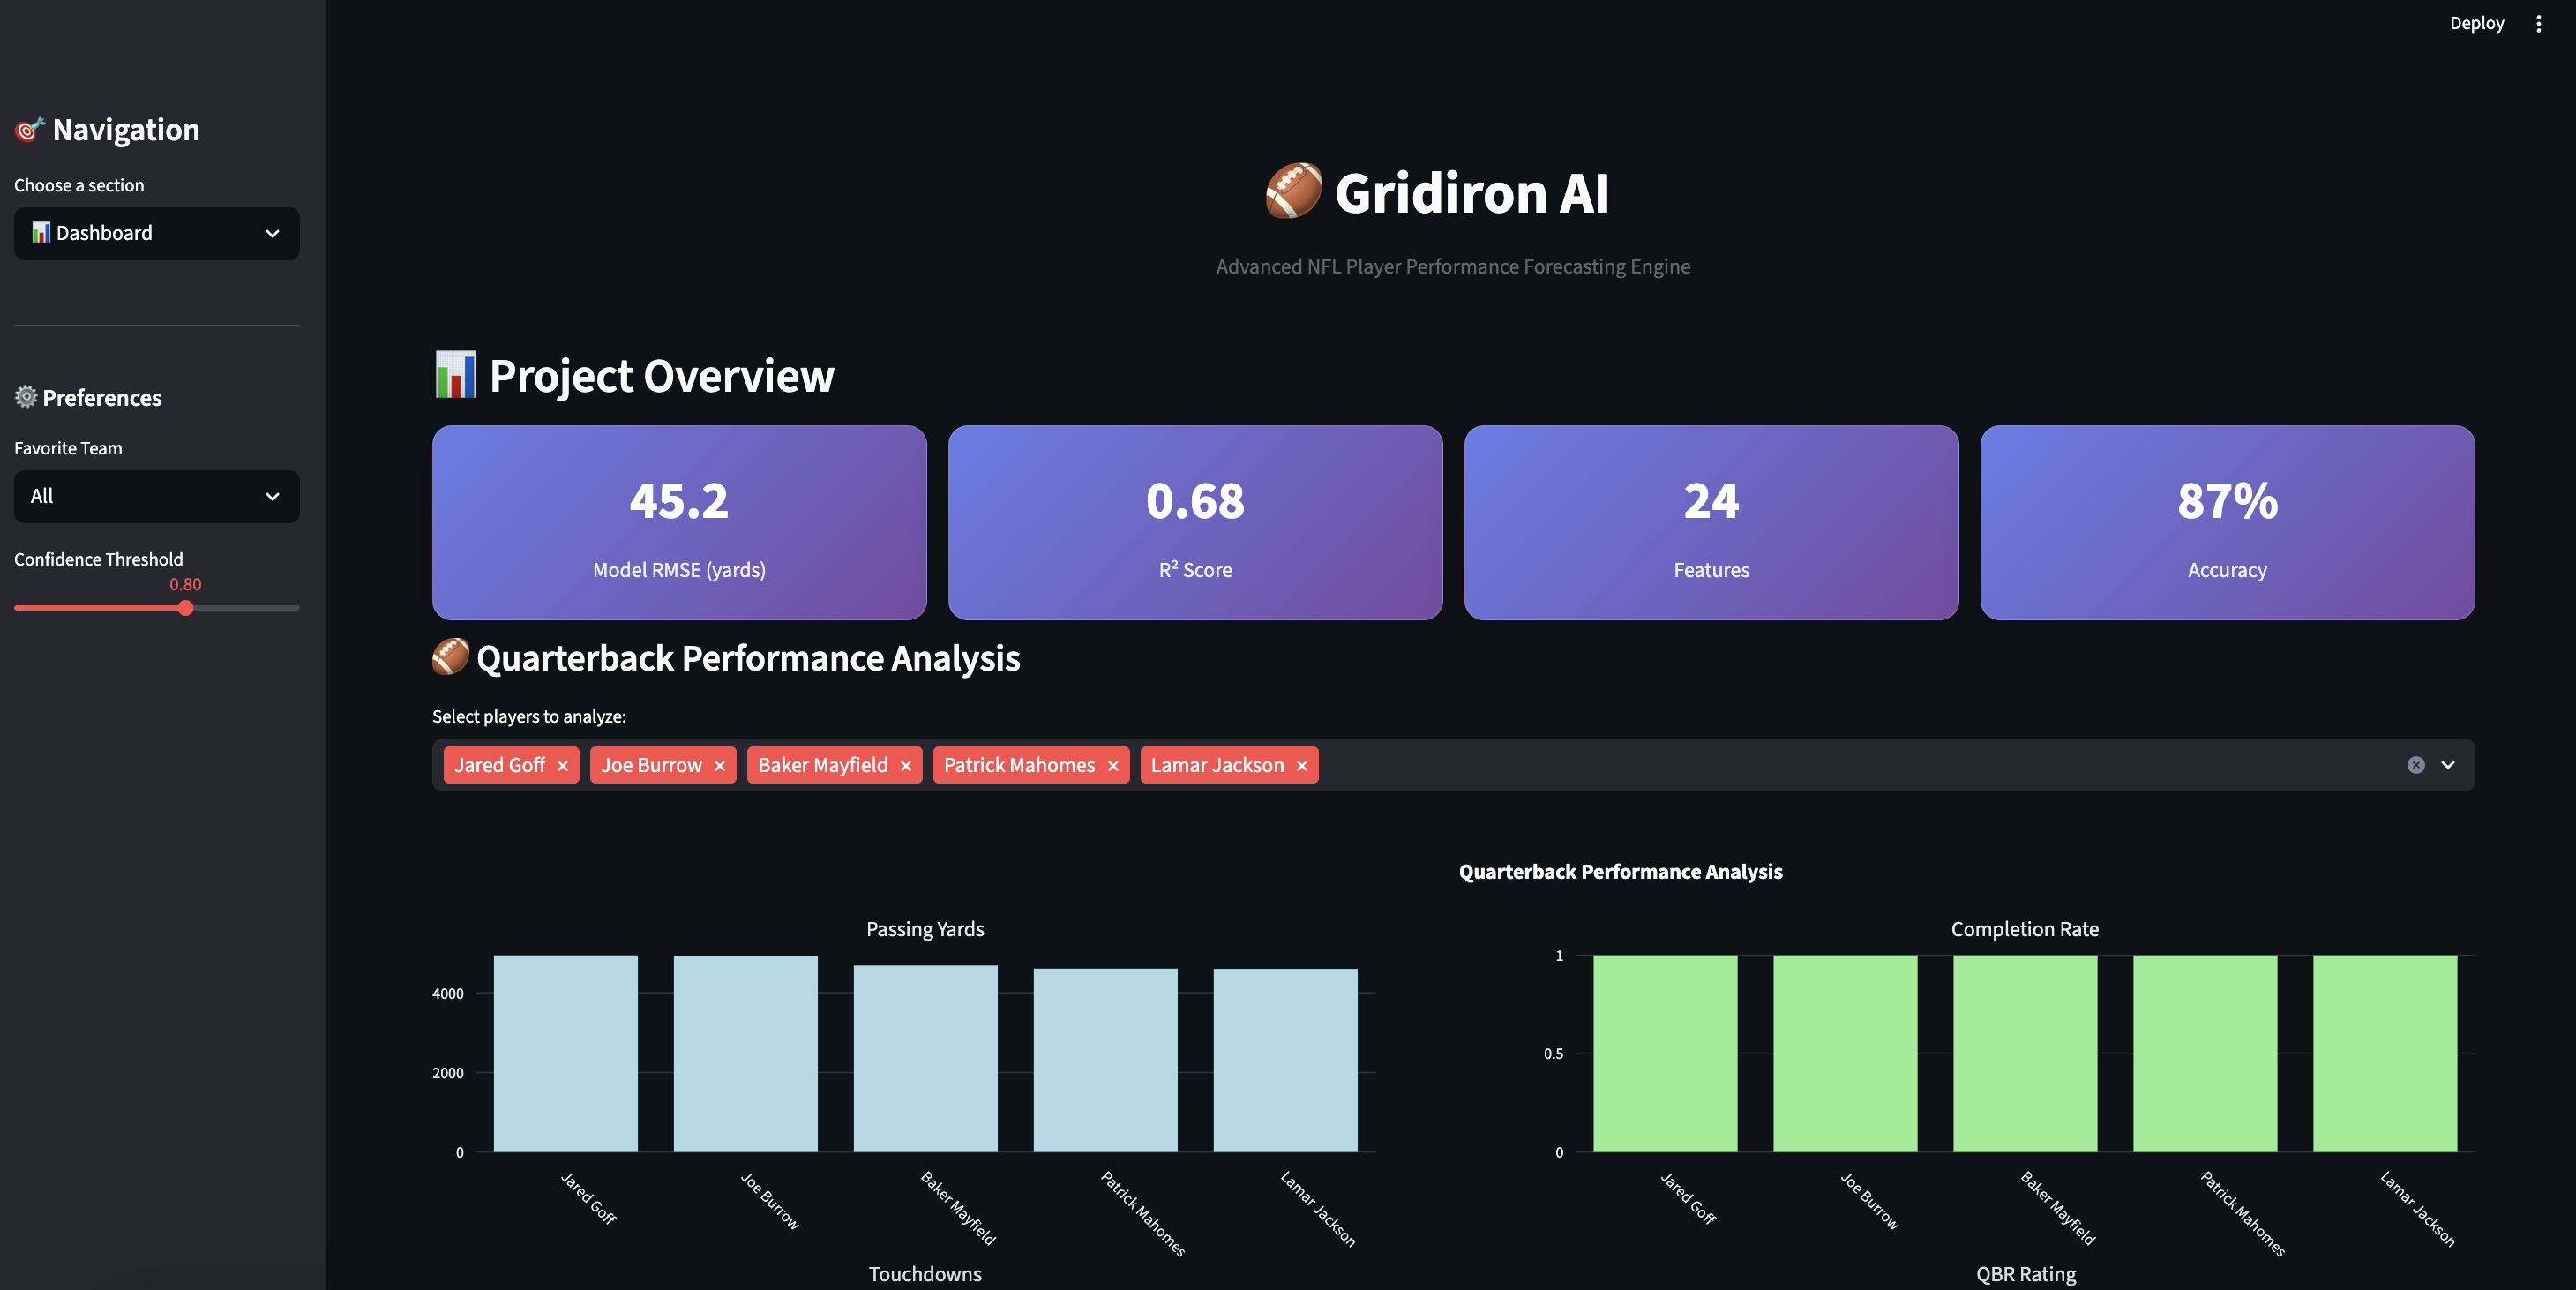 Deploy
Navigation
Choose a section
Dashboard
Preferences
Favorite Team
All
Confidence Threshold
0.80
Gridiron AI
Advanced NFL Player Performance Forecasting Engine
Project Overview
45.2
Model RMSE (yards)
0.68
R² Score
24
Features
87%
Accuracy
Quarterback Performance Analysis
Select players to analyze:
Jared Goff × Joe Burrow × Baker Mayfield × Patrick Mahomes × Lamar Jackson ×
Quarterback Performance Analysis
Passing Yards
4000
2000
0
Jared Goff
Joe Burrow
Baker Mayfield
Patrick Mahomes
Lamar Jackson
Completion Rate
1
0.5
0
Jared Goff
Joe Burrow
Baker Mayfield
Patrick Mahomes
Lamar Jackson
Touchdowns
QBR Rating